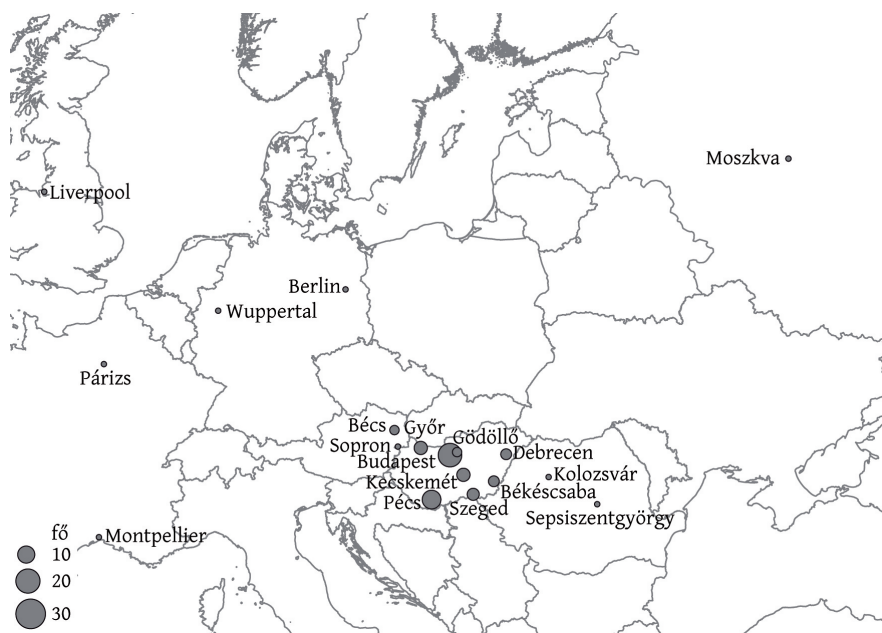 Moszkva
Liverpool
Berlin
Wuppertal
Párizs
Bécs
Győr
Gödöllő
Sopron
Debrecen
Budapest
Kolozsvár
Kecskemét
Békéscsaba
Pécs
Szeged
Sepsiszentgyörgy
Montpellier
fő
10
20
30